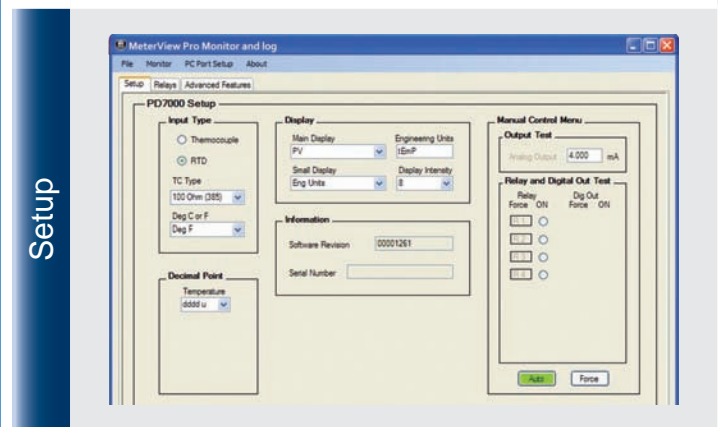 Setup
MeterView Pro Monitor and log
File Monitor PC Port Setup About
Setup Relays Advanced Features
PD7000 Setup
Input Type
Thermocouple
RTD
TC Type
100 Ohm (385)
Deg C or F
Deg F
Decimal Point
Temperature
dddd u
Display
Main Display Engineering Units
PV tEmP
Small Display Display Intensity
Eng Units 8
Information
Software Revision 00001261
Serial Number
Manual Control Menu
Output Test
Analog Output 4.000 mA
Relay and Digital Out Test
Relay Dig Out
Force ON Force ON
R 1
R 2
R 3
R 4
Auto Force